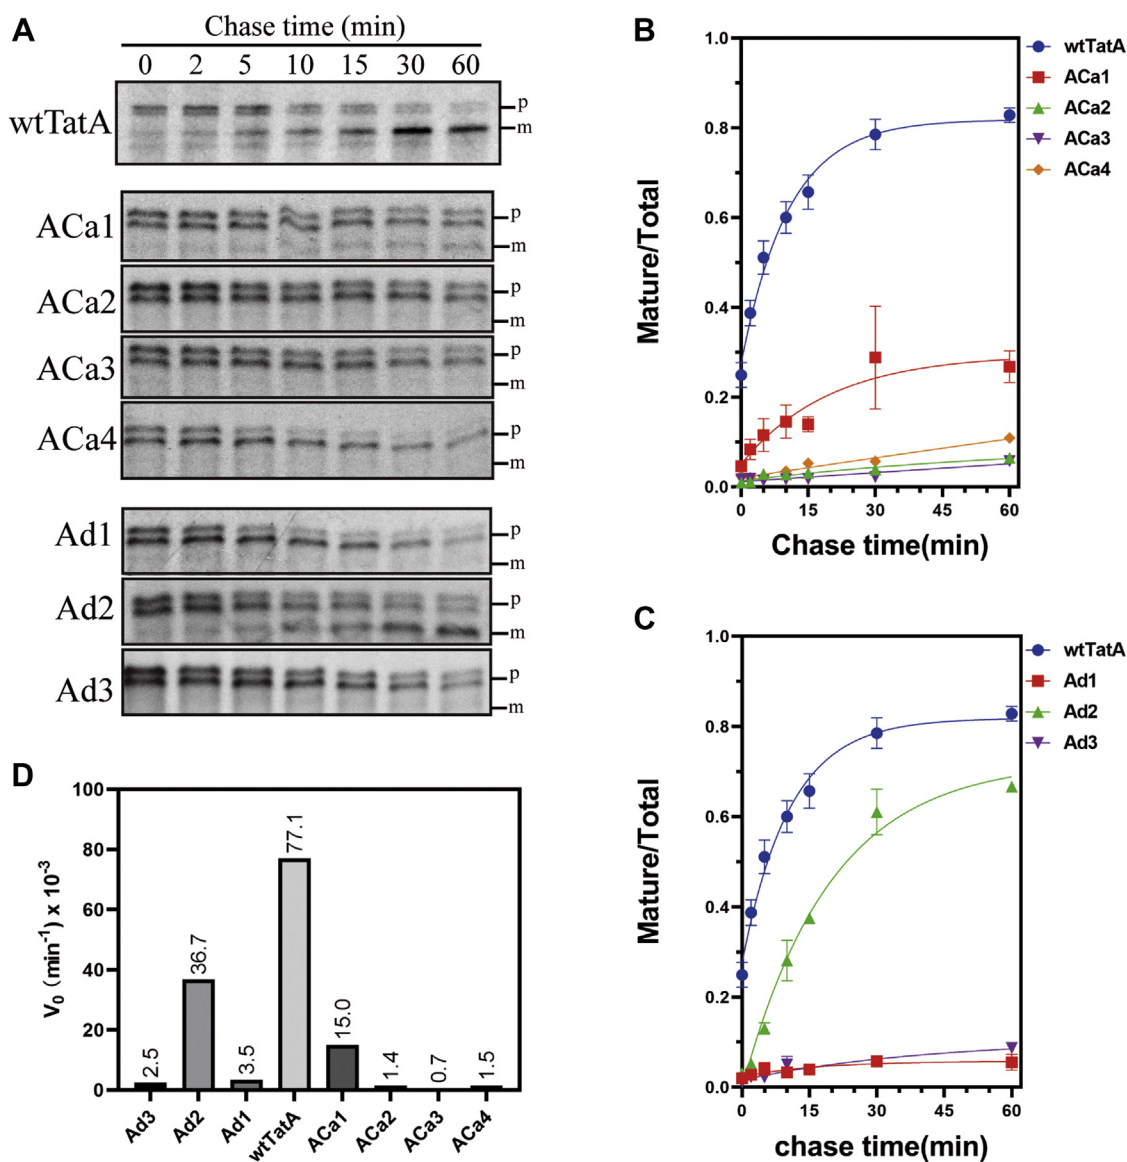 A
Chase time (min)
0 2 5 10 15 30 60
wtTatA
p
m
ACa1
p
m
ACa2
p
m
ACa3
p
m
ACa4
p
m
Ad1
p
m
Ad2
p
m
Ad3
p
m
B
Mature/Total
1.0
0.8
0.6
0.4
0.2
0.0
0 15 30 45 60
Chase time(min)
wtTatA
ACa1
ACa2
ACa3
ACa4
C
Mature/Total
1.0
0.8
0.6
0.4
0.2
0.0
0 15 30 45 60
chase time(min)
wtTatA
Ad1
Ad2
Ad3
D
V₀ (min⁻¹) x 10⁻³
100
80
60
40
20
0
2.5 36.7 3.5 77.1 15.0 1.4 0.7 1.5
Ad3 Ad2 Ad1 wtTatA ACa1 ACa2 ACa3 ACa4